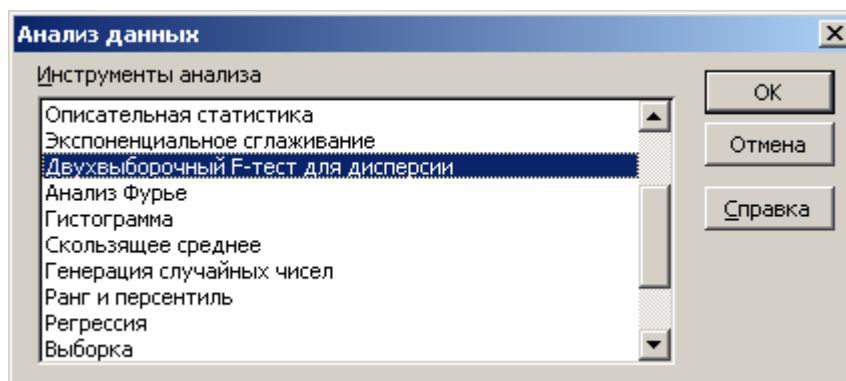 Анализ данных
Инструменты анализа
Описательная статистика
Экспоненциальное сглаживание
Двухвыборочный F-тест для дисперсии
Анализ Фурье
Гистограмма
Скользящее среднее
Генерация случайных чисел
Ранг и персентиль
Регрессия
Выборка
OK
Отмена
Справка